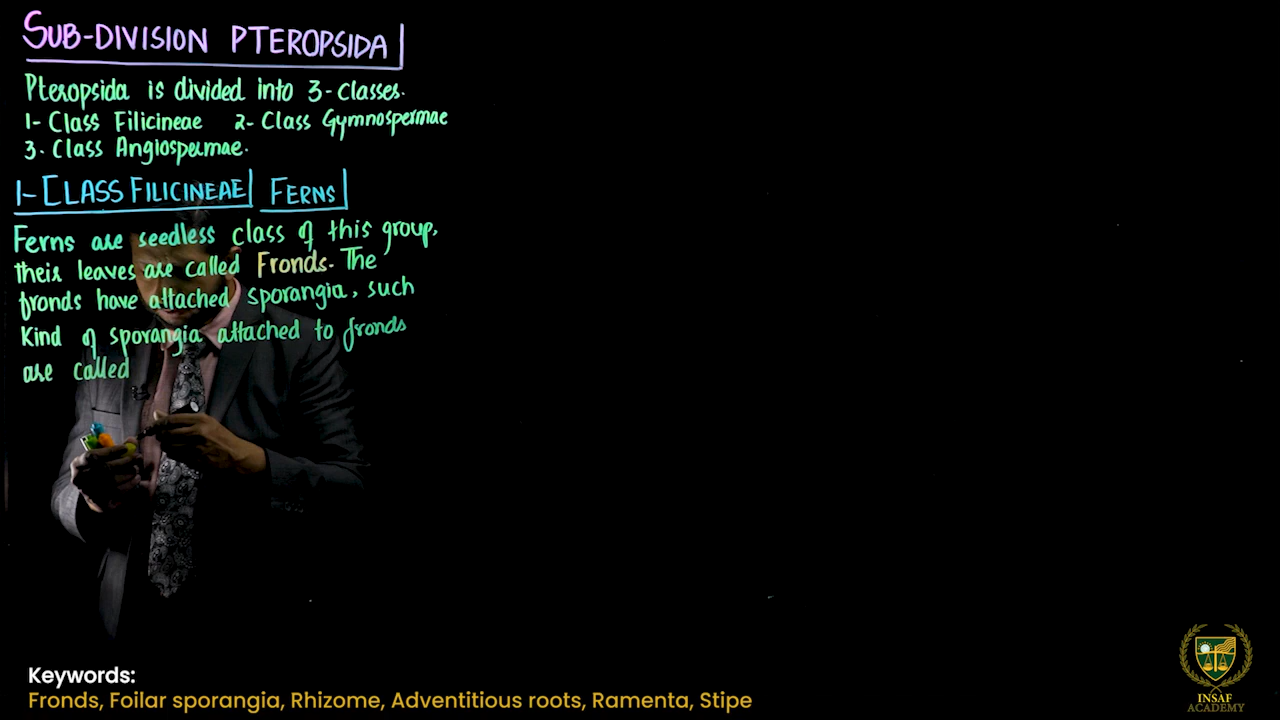 SUB-DIVISION PTEROPSIDA
Pteropsida is divided into 3-classes.
1- Class Filicineae 2- Class Gymnospermae
3. Class Angiospermae.
1- CLASS FILICINEAE FERNS
Ferns are seedless class of this group,
their leaves are called Fronds. The
fronds have attached sporangia, such
Kind of sporangia attached to fronds
are called
Keywords:
Fronds, Foilar sporangia, Rhizome, Adventitious roots, Ramenta, Stipe
INSAF
ACADEMY